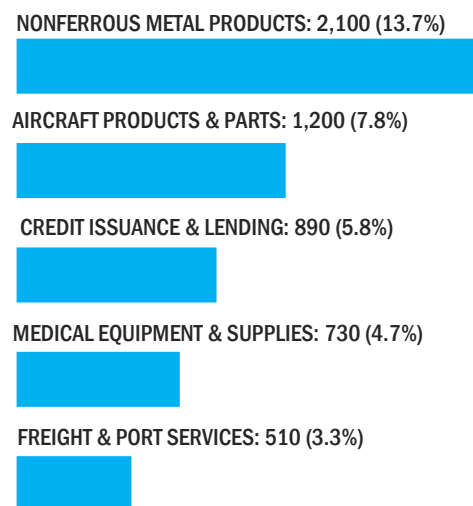 NONFERROUS METAL PRODUCTS: 2,100 (13.7%)
AIRCRAFT PRODUCTS & PARTS: 1,200 (7.8%)
CREDIT ISSUANCE & LENDING: 890 (5.8%)
MEDICAL EQUIPMENT & SUPPLIES: 730 (4.7%)
FREIGHT & PORT SERVICES: 510 (3.3%)